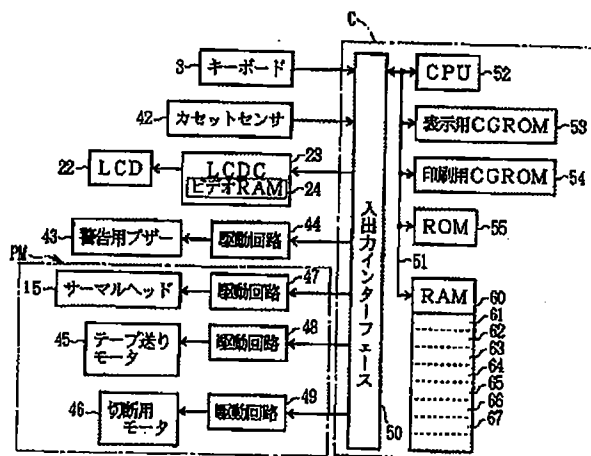 C
3
キーボード
CPU
52
42
カセットセンサ
表示用CGROM
53
23
22
LCD
LCDC
ビデオRAM
24
印刷用CGROM
54
43
警告用ブザー
駆動回路
44
ROM
55
PM
51
15
サーマルヘッド
駆動回路
47
入出力インターフェース
RAM
60
61
62
45
テープ送り
モータ
駆動回路
48
63
64
65
46
切断用
モータ
駆動回路
49
66
67
50